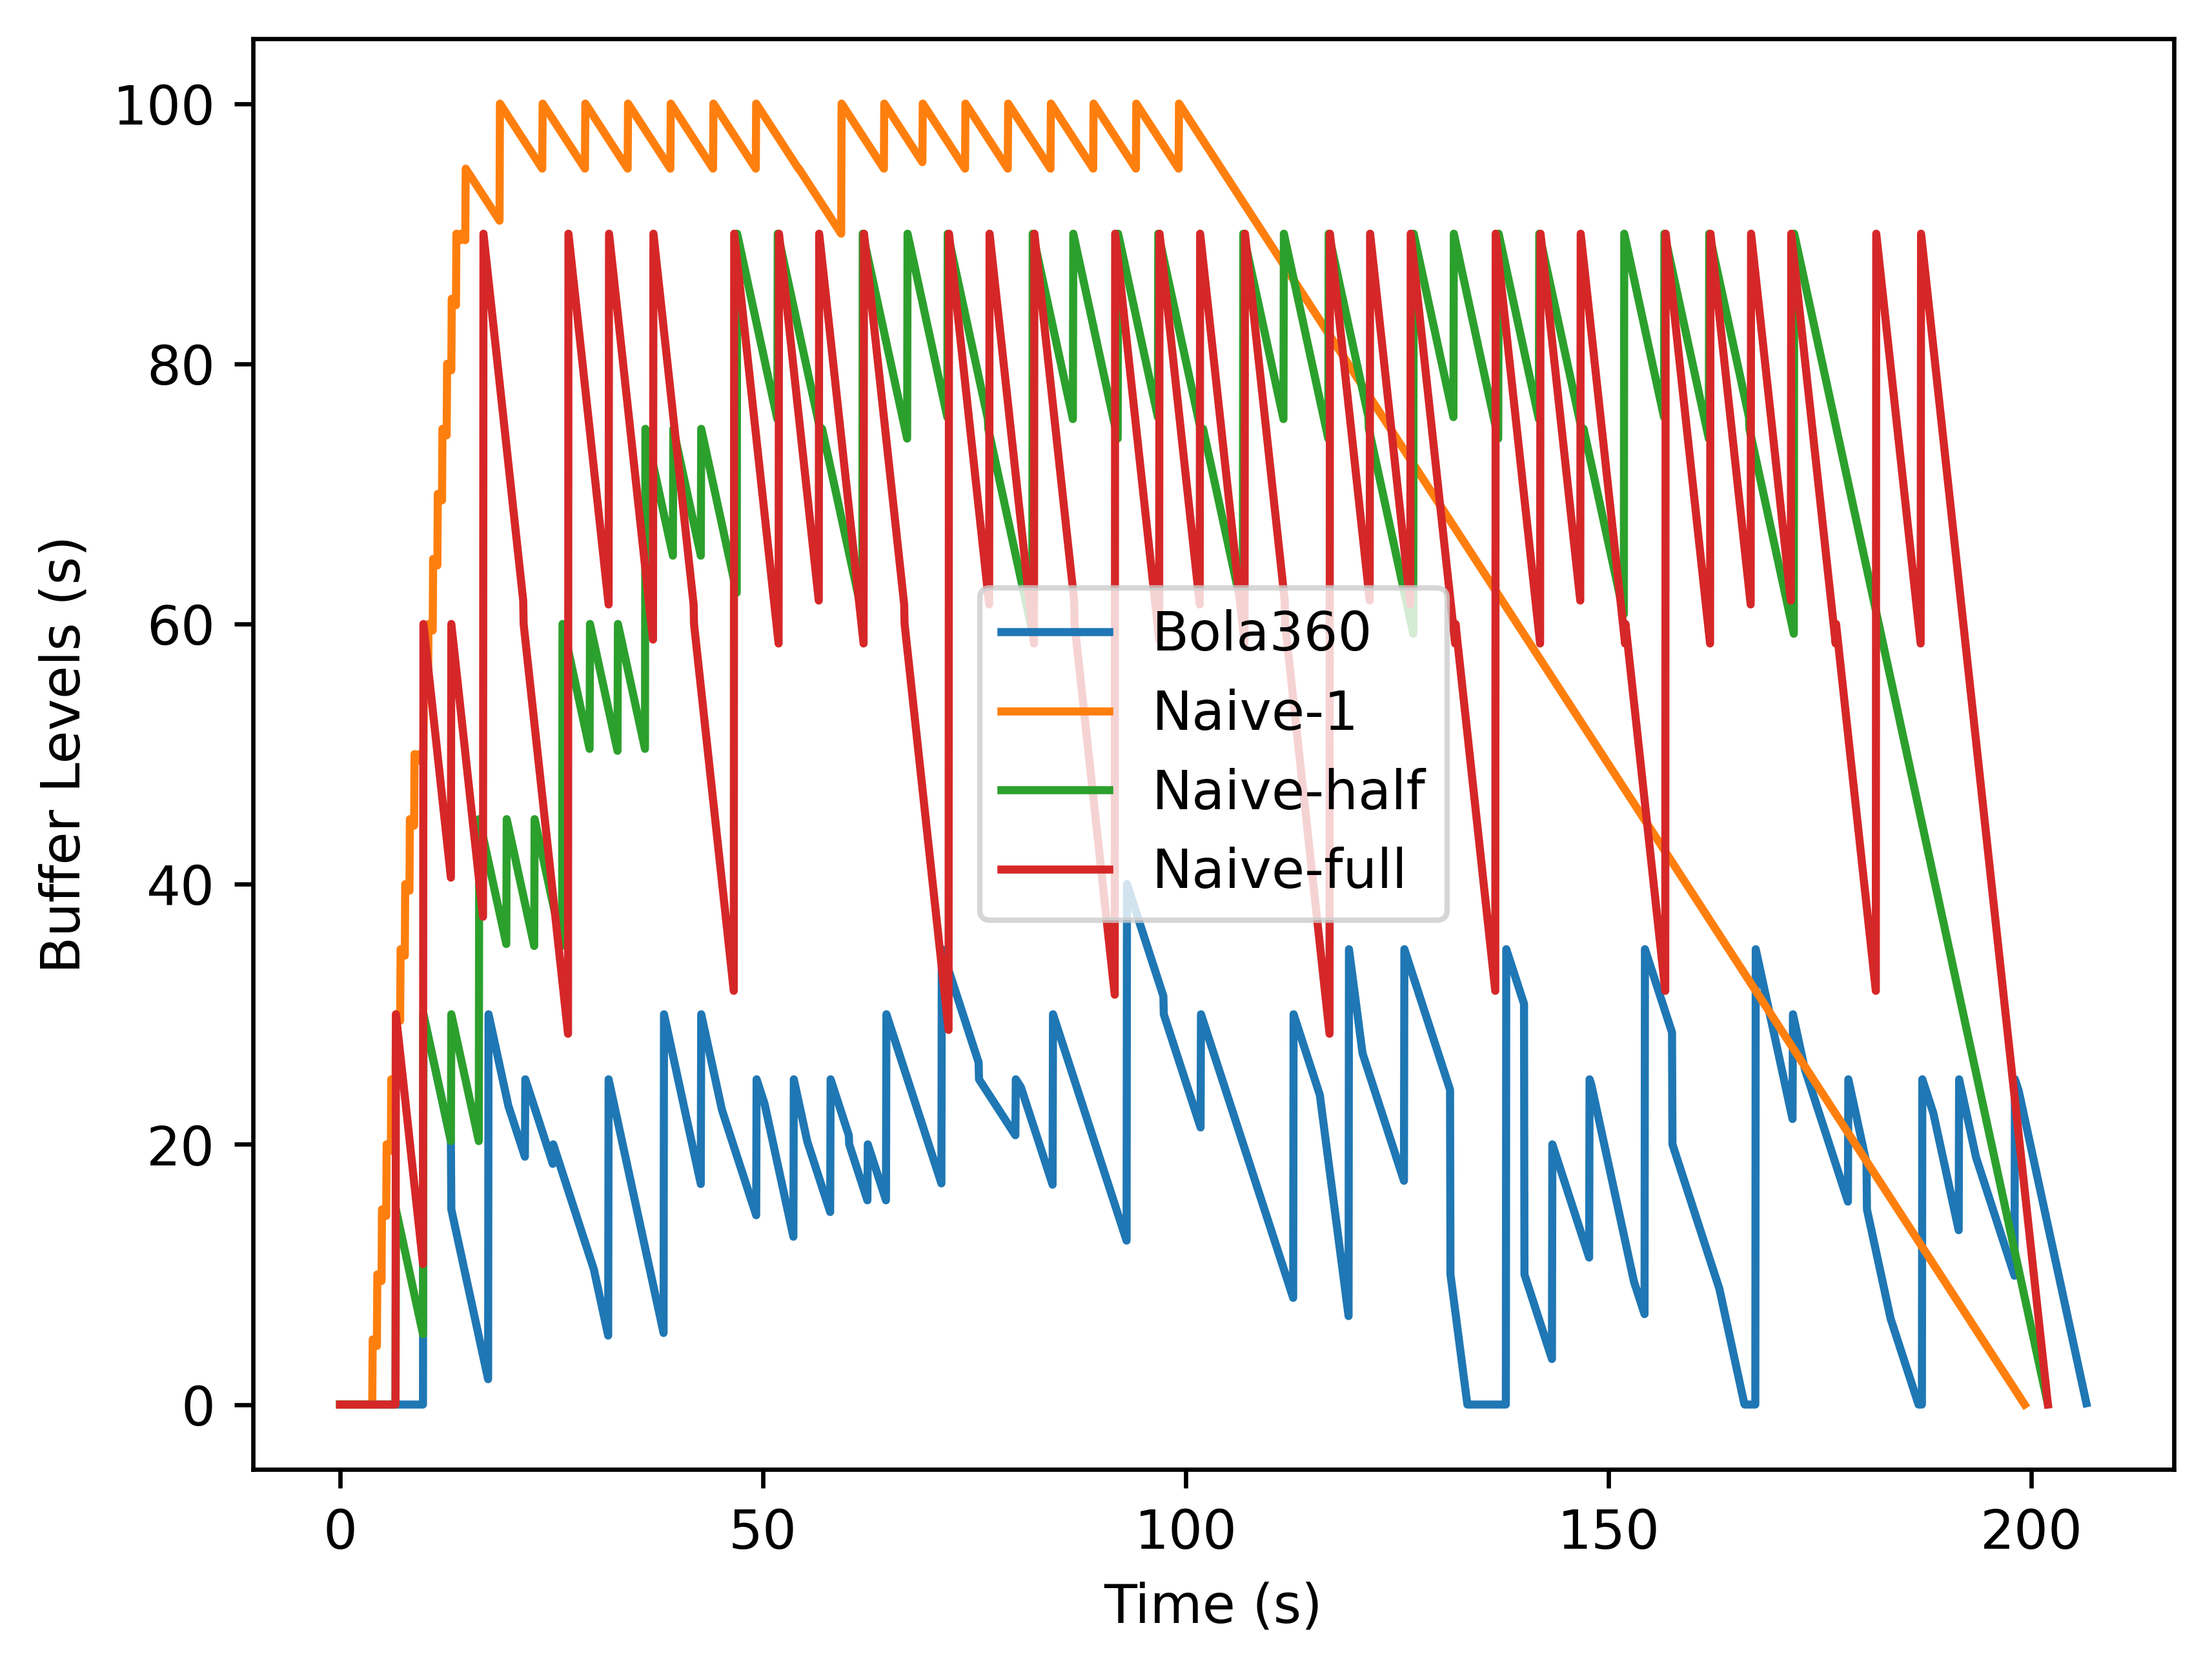 100
80
60
40
20
0
Buffer Levels (s)
Bola360
Naive-1
Naive-half
Naive-full
0 50 100 150 200
Time (s)